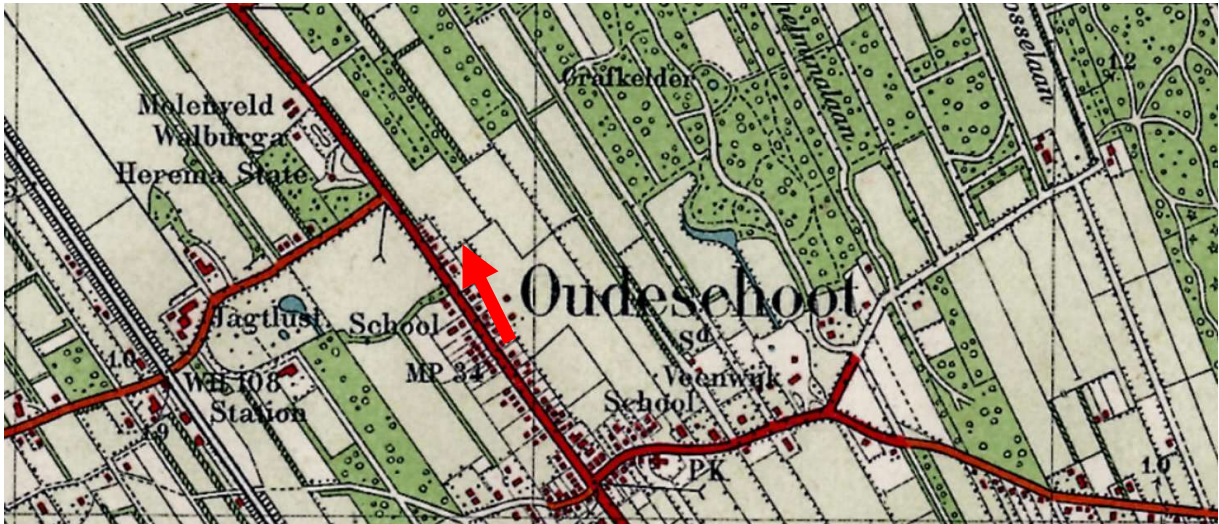 Grafkelder
Molenveld
Walburga
Herema State
1.2
Oudeschoot
Jagtlust
School
MP. 34
1.0
WH. 108
Station
1.9
Sd
Veenwijk
School
PK
1.0